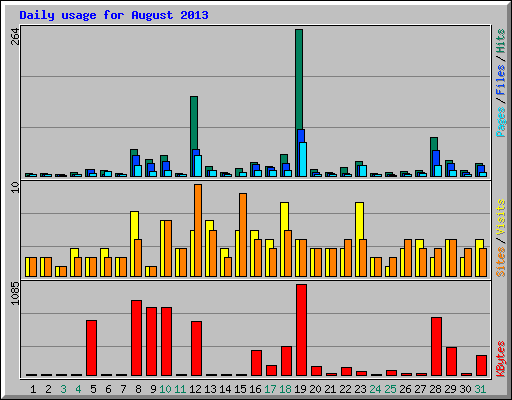 Daily usage for August 2013
264
Pages/Files/Hits
10
Sites/Visits
1085
KBytes
1 2 3 4 5 6 7 8 9 10 11 12 13 14 15 16 17 18 19 20 21 22 23 24 25 26 27 28 29 30 31